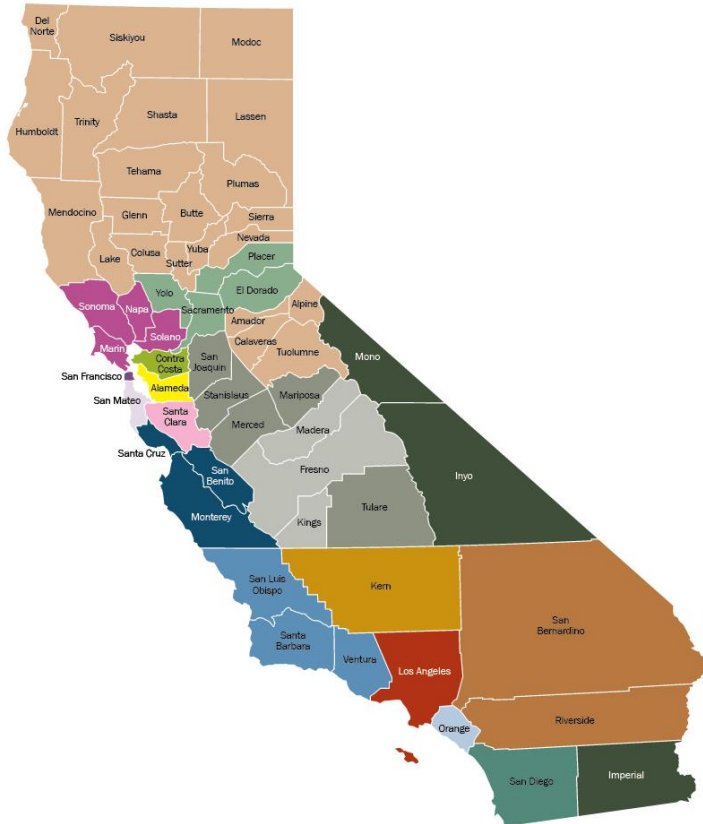 Del
Norte
Siskiyou
Modoc
Humboldt
Trinity
Shasta
Lassen
Tehama
Plumas
Mendocino
Glenn
Butte
Sierra
Nevada
Lake
Colusa
Sutter
Yuba
Placer
Yolo
El Dorado
Sonoma
Napa
Sacramento
Alpine
Amador
Solano
Calaveras
Marin
Tuolumne
Mono
Contra
Costa
San
Joaquin
San Francisco
Alameda
Stanislaus
Mariposa
San Mateo
Santa
Clara
Merced
Madera
Santa Cruz
San
Benito
Fresno
Inyo
Monterey
Kings
Tulare
San Luis
Obispo
Kern
San
Bernardino
Santa
Barbara
Ventura
Los Angeles
Orange
Riverside
San Diego
Imperial